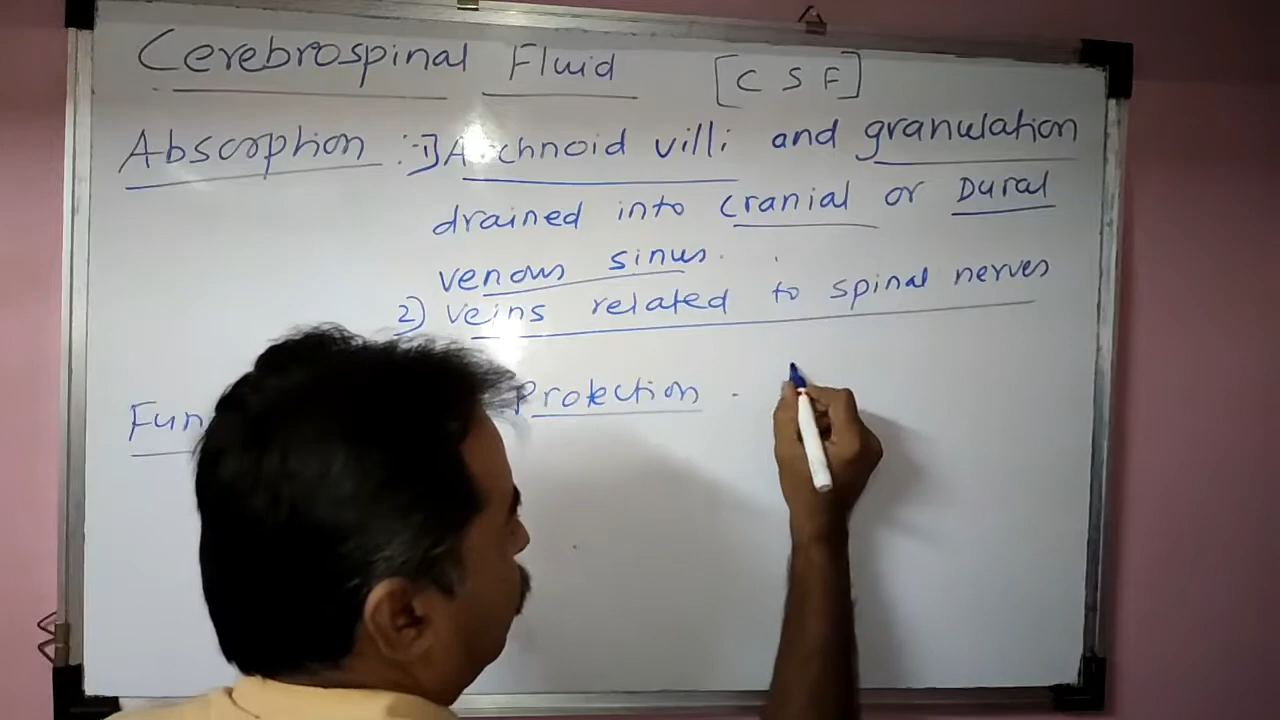 Cerebrospinal Fluid [CSF]
Absorption :- 1] Arachnoid villi and granulation
drained into cranial or Dural
venous sinus.
2) veins related to spinal nerves
Fun Protection.